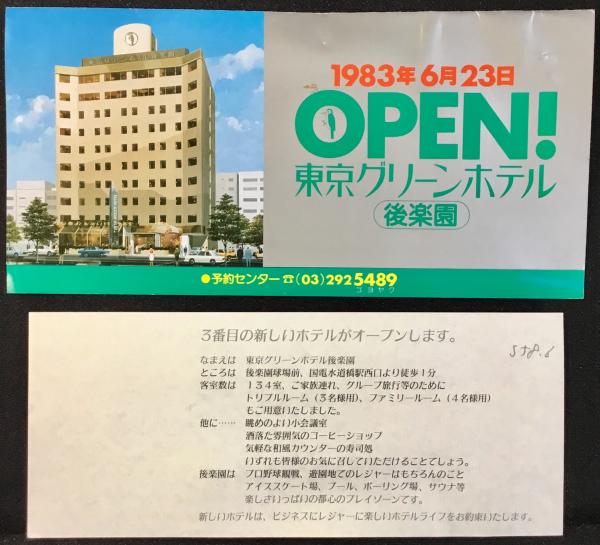 1983年6月23日
OPEN!
東京グリーンホテル
後楽園
●予約センター☎(03)292 5489
ゴヨヤク
3番目の新しいホテルがオープンします。
S58.6
なまえは 東京グリーンホテル後楽園
ところは 後楽園球場前、国電水道橋駅西口より徒歩1分
客室数は 134室、ご家族連れ、グループ旅行等のために
トリプルルーム(3名様用)、ファミリールーム(4名様用)
もご用意いたしました。
他に…… 眺めのよい小会議室
洒落た雰囲気のコーヒーショップ
気軽な和風カウンターの寿司処
いずれも皆様のお気に召していただけることでしょう。
後楽園は プロ野球観戦、遊園地でのレジャーはもちろんのこと
アイススケート場、プール、ボーリング場、サウナ等
楽しさいっぱいの都心のプレイゾーンです。
新しいホテルは、ビジネスにレジャーに楽しいホテルライフをお約束いたします。